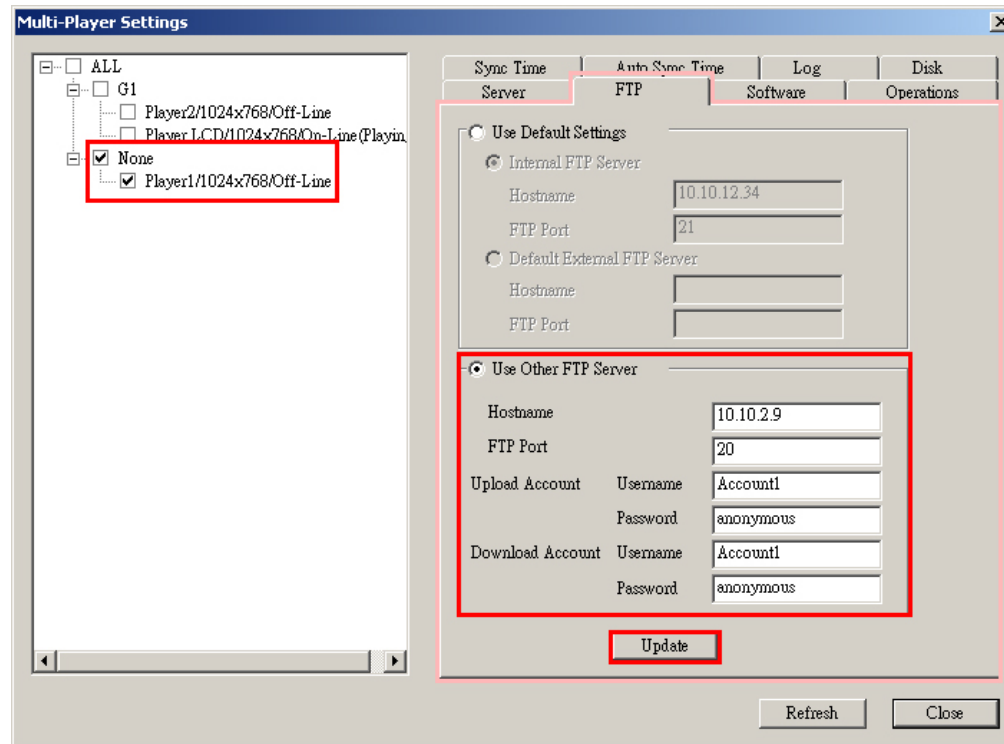 Multi-Player Settings
ALL
G1
Player2/1024x768/Off-Line
Player LCD/1024x768/On-Line(Playin
None
Player1/1024x768/Off-Line
Sync Time Auto Sync Time Log Disk
Server FTP Software Operations
Use Default Settings
Internal FTP Server
Hostname 10.10.12.34
FTP Port 21
Default External FTP Server
Hostname
FTP Port
Use Other FTP Server
Hostname 10.10.2.9
FTP Port 20
Upload Account Username Account1
Password anonymous
Download Account Username Account1
Password anonymous
Update
Refresh Close